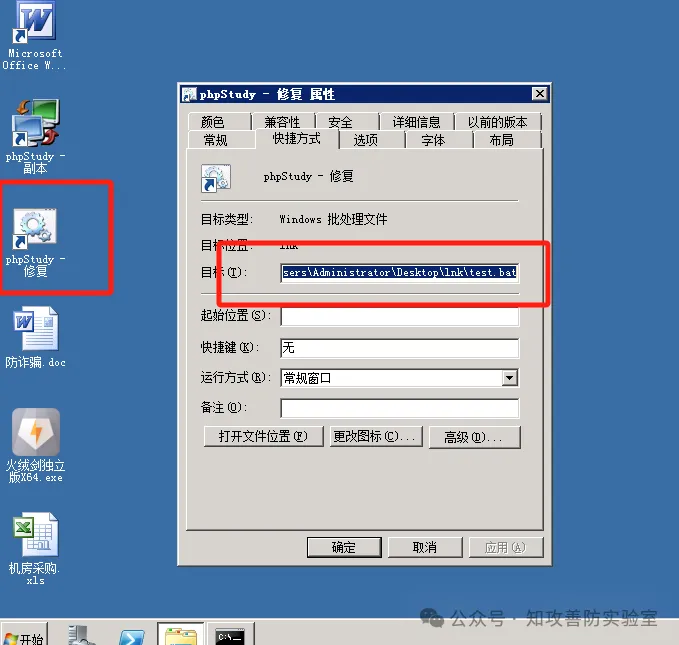 Microsoft
Office W...
phpStudy -
副本
phpStudy -
修复
防诈骗.doc
火绒剑独立
版X64.exe
机房采购.
xls
phpStudy - 修复 属性
颜色 兼容性 安全 详细信息 以前的版本
常规 快捷方式 选项 字体 布局
phpStudy - 修复
目标类型: Windows 批处理文件
目标位置: lnk
目标(T): sers\Administrator\Desktop\lnk\test.bat
起始位置(S):
快捷键(K): 无
运行方式(R): 常规窗口
备注(O):
打开文件位置(F) 更改图标(C)... 高级(D)...
确定 取消 应用(A)
公众号 · 知攻善防实验室
开始
C:\